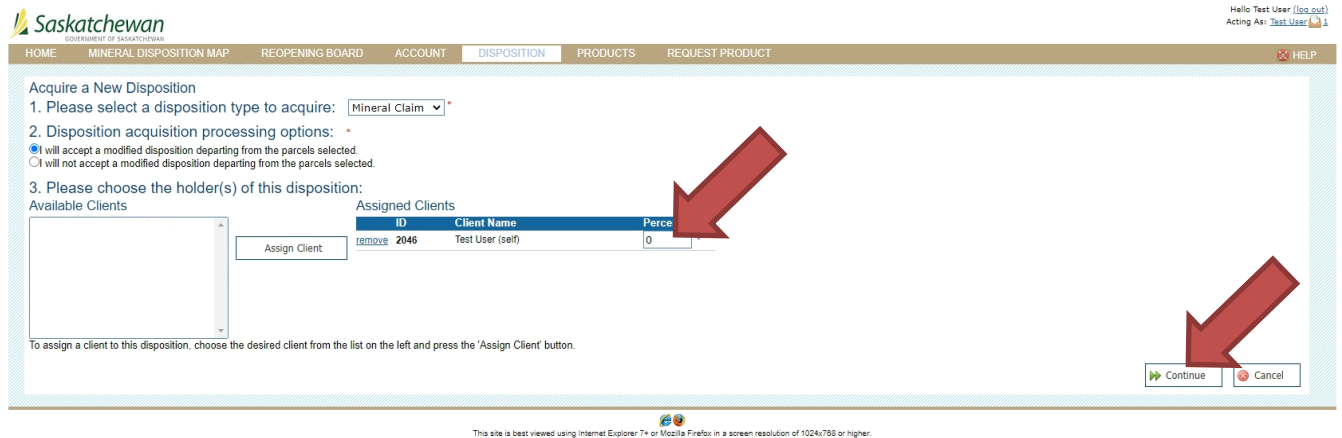 Saskatchewan
GOVERNMENT OF SASKATCHEWAN
Hello Test User (log out)
Acting As: Test User 1
HOME MINERAL DISPOSITION MAP REOPENING BOARD ACCOUNT DISPOSITION PRODUCTS REQUEST PRODUCT HELP
Acquire a New Disposition
1. Please select a disposition type to acquire: Mineral Claim *
2. Disposition acquisition processing options: *
I will accept a modified disposition departing from the parcels selected.
I will not accept a modified disposition departing from the parcels selected.
3. Please choose the holder(s) of this disposition:
Available Clients Assigned Clients
ID Client Name Perce
Assign Client remove 2046 Test User (self) 0 *
To assign a client to this disposition, choose the desired client from the list on the left and press the 'Assign Client' button.
Continue Cancel
This site is best viewed using Internet Explorer 7+ or Mozilla Firefox in a screen resolution of 1024x768 or higher.